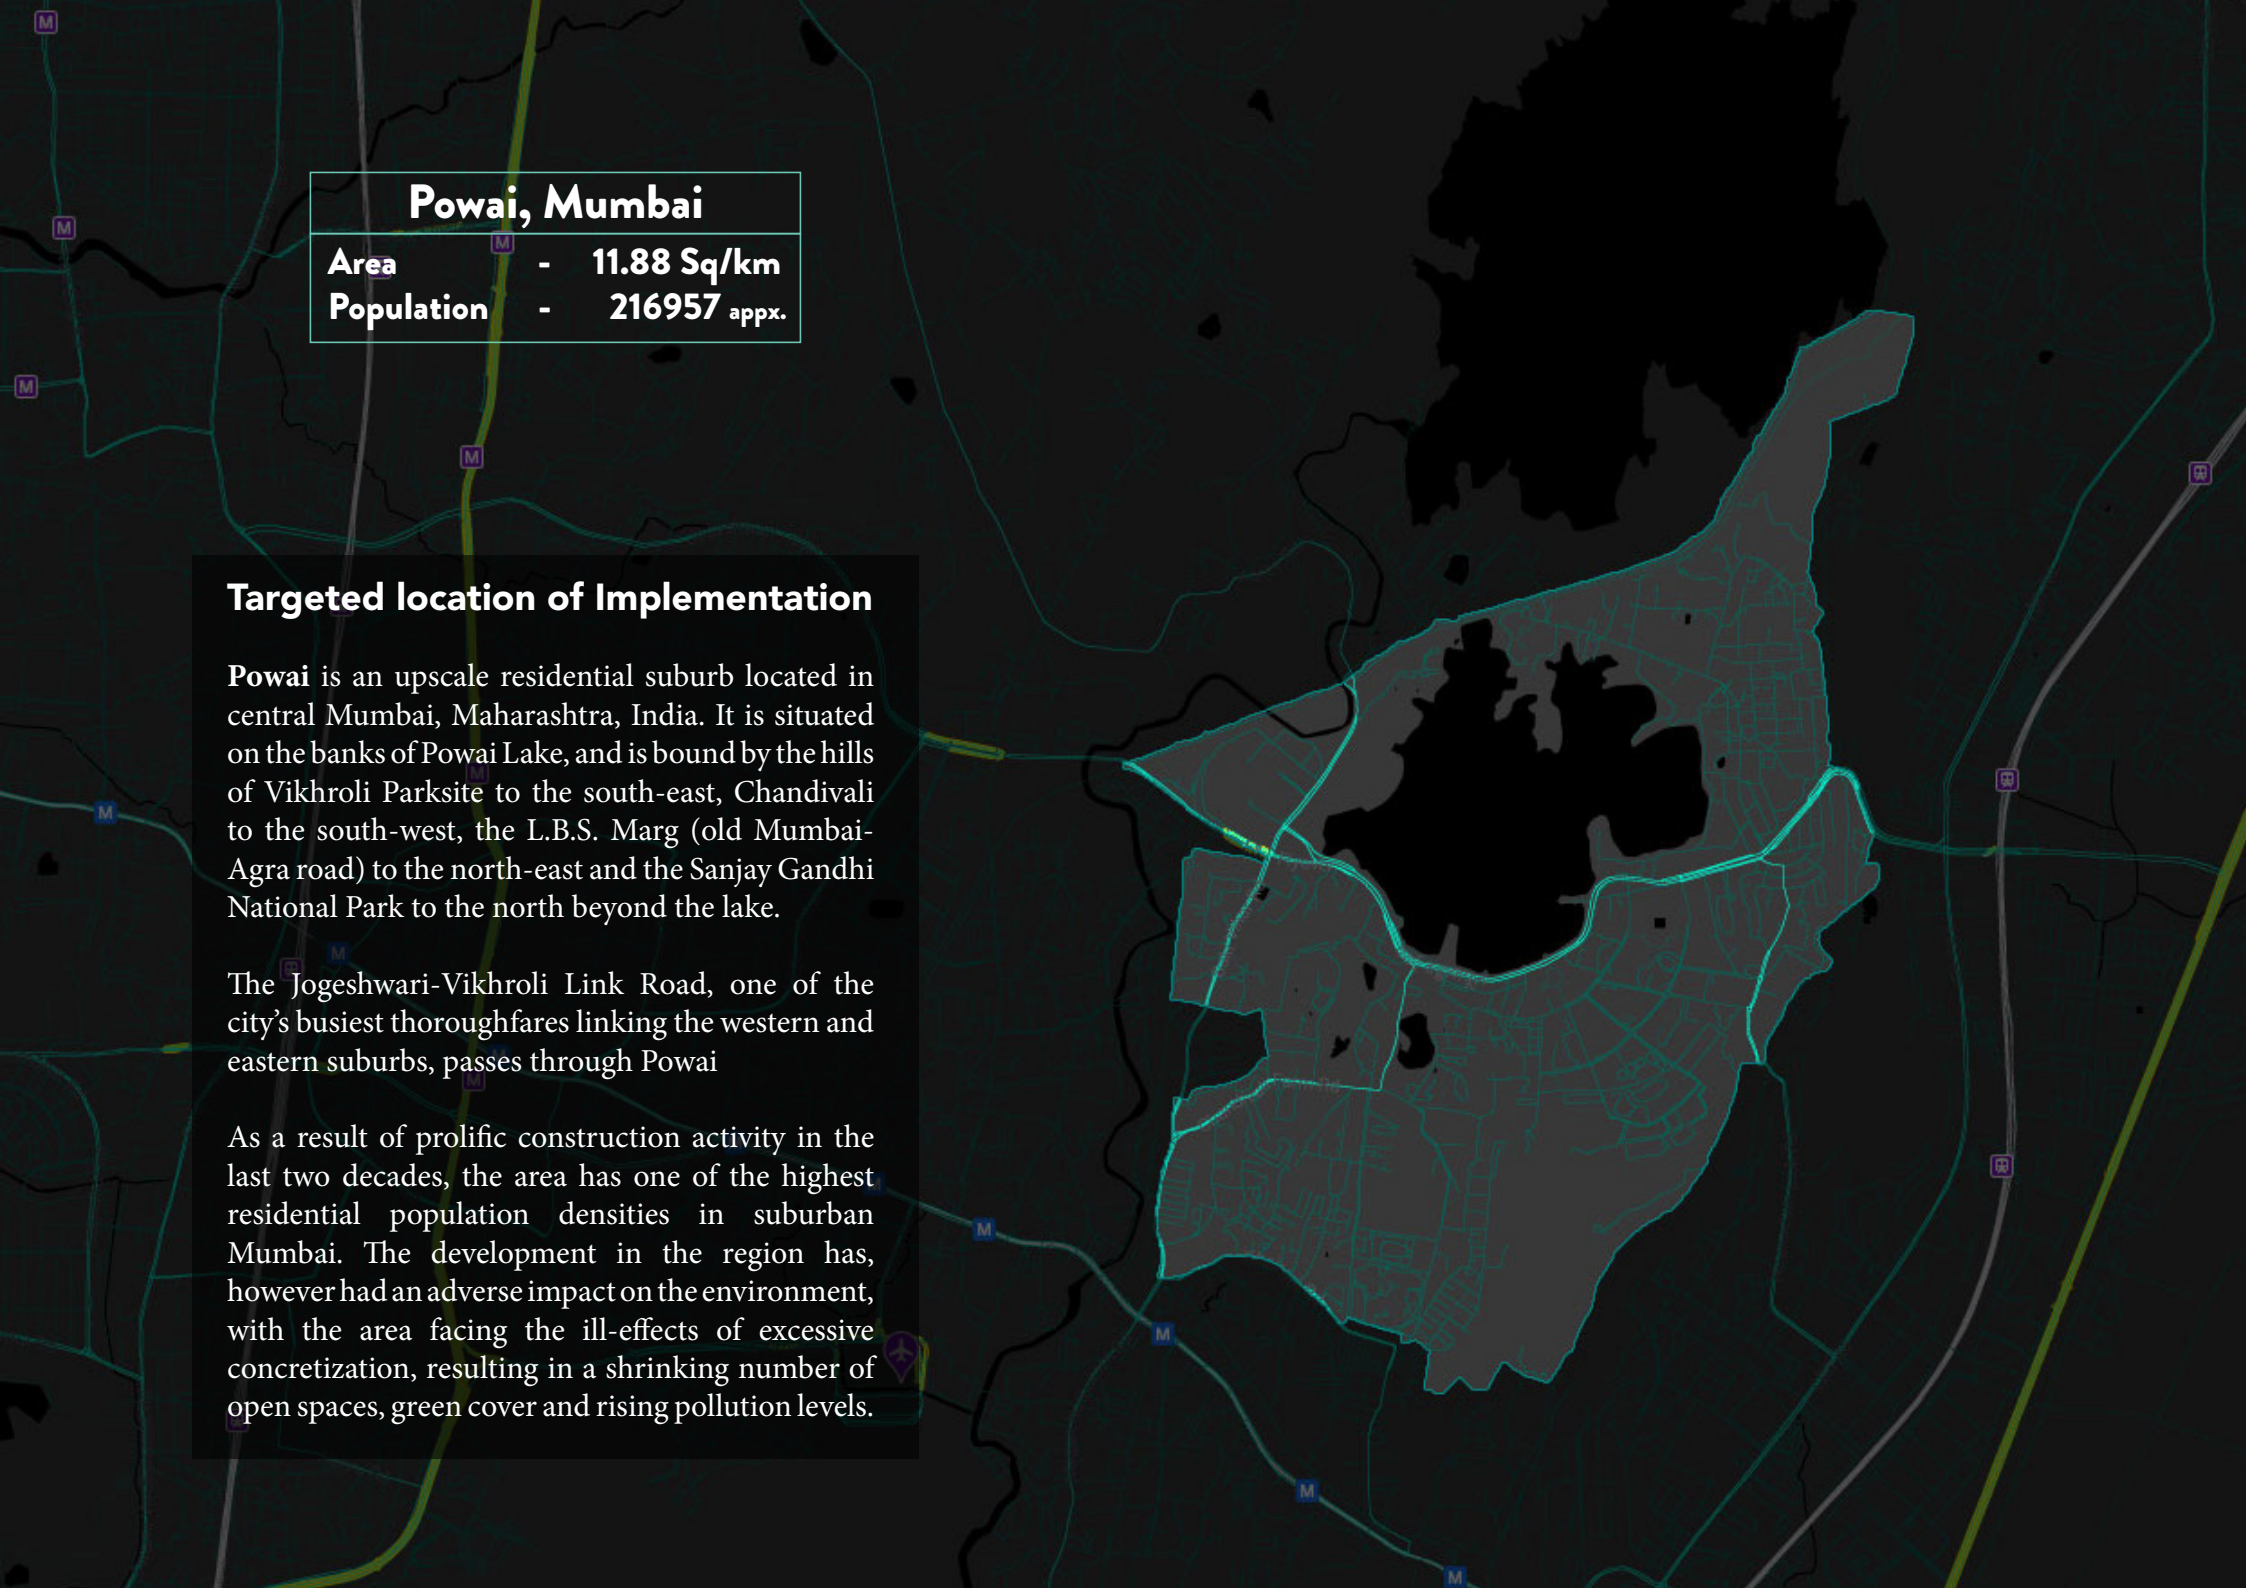 Powai, Mumbai
Area - 11.88 Sq/km
Population - 216957 appx.
Targeted location of Implementation
Powai is an upscale residential suburb located in
central Mumbai, Maharashtra, India. It is situated
on the banks of Powai Lake, and is bound by the hills
of Vikhroli Parksite to the south-east, Chandivali
to the south-west, the L.B.S. Marg (old Mumbai-
Agra road) to the north-east and the Sanjay Gandhi
National Park to the north beyond the lake.
The Jogeshwari-Vikhroli Link Road, one of the
city’s busiest thoroughfares linking the western and
eastern suburbs, passes through Powai
As a result of prolific construction activity in the
last two decades, the area has one of the highest
residential population densities in suburban
Mumbai. The development in the region has,
however had an adverse impact on the environment,
with the area facing the ill-effects of excessive
concretization, resulting in a shrinking number of
open spaces, green cover and rising pollution levels.
M
M
M
M
M
M
M
M
M
M
M
M
M
M